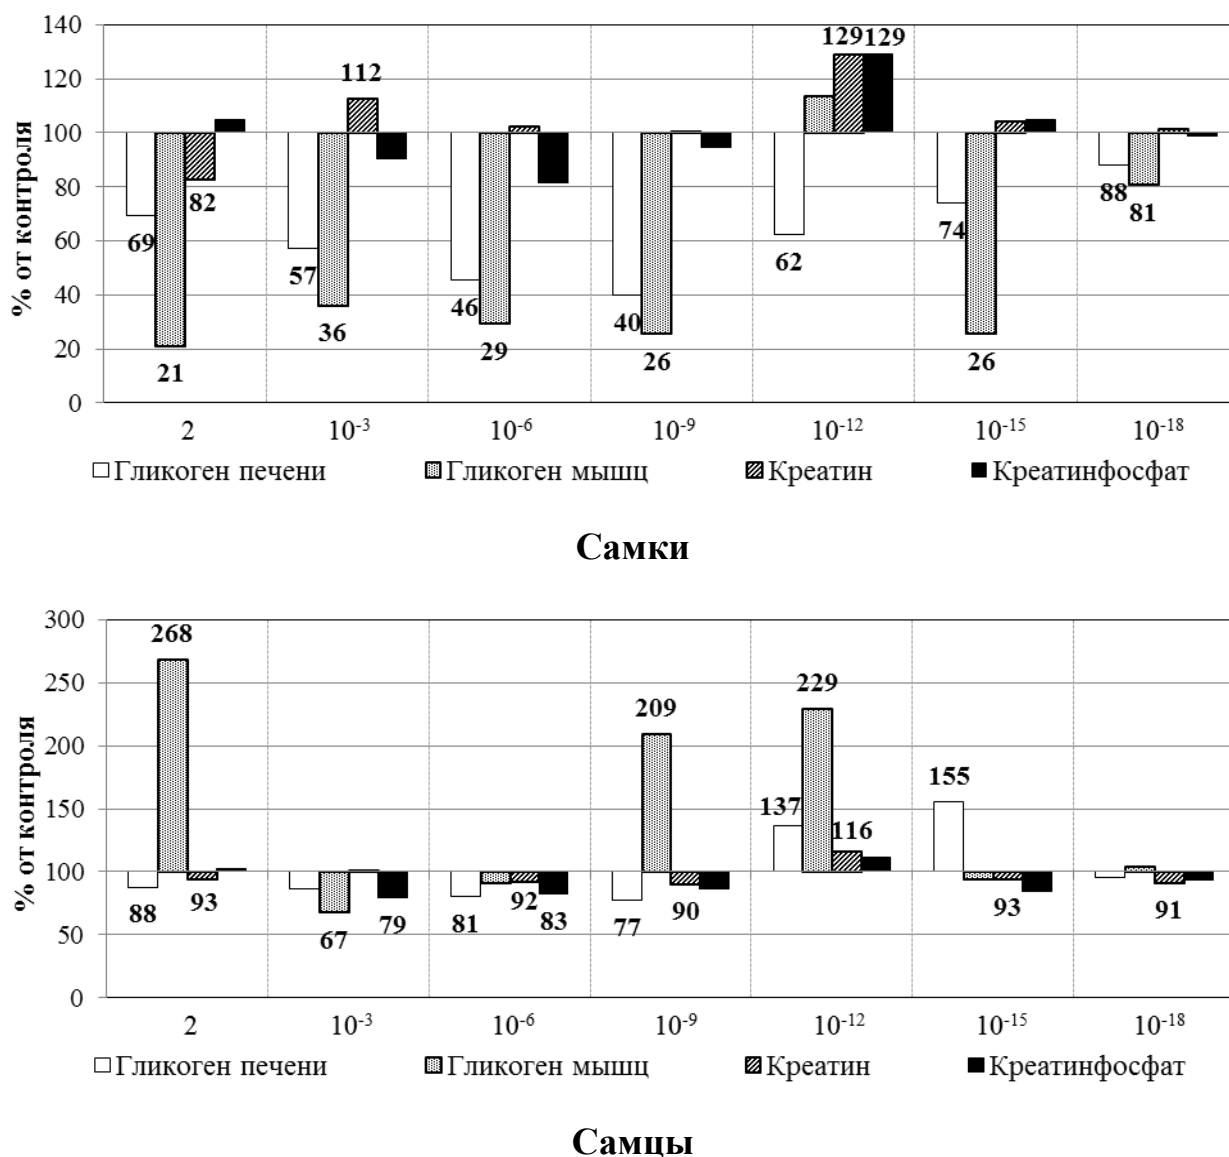 140
120
100
80
60
40
20
0
% от контроля
69 21 82
57 36 112
46 29
40 26
62 129 129
74 26
88 81
2 10⁻³ 10⁻⁶ 10⁻⁹ 10⁻¹² 10⁻¹⁵ 10⁻¹⁸
Гликоген печени Гликоген мышц Креатин Креатинфосфат
Самки
300
250
200
150
100
50
0
% от контроля
88 268 93
67 79
81 92 83
77 209 90
137 229 116
155 93
91
2 10⁻³ 10⁻⁶ 10⁻⁹ 10⁻¹² 10⁻¹⁵ 10⁻¹⁸
Гликоген печени Гликоген мышц Креатин Креатинфосфат
Самцы